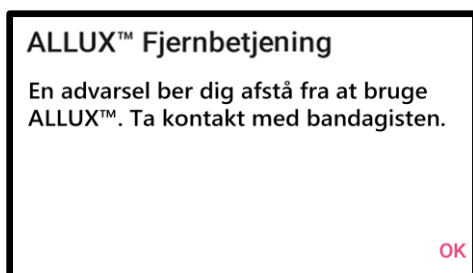 ALLUX™ Fjernbetjening
En advarsel ber dig afstå fra at bruge
ALLUX™. Ta kontakt med bandagisten.
OK